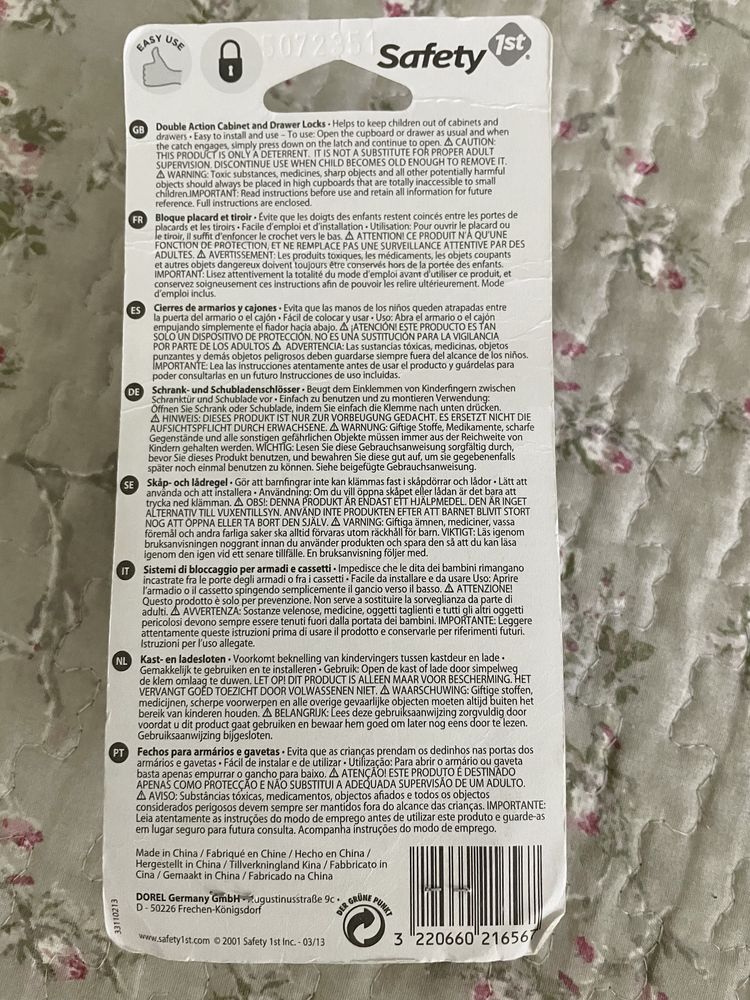 EASY USE
5072351
Safety 1st
GB
Double Action Cabinet and Drawer Locks • Helps to keep children out of cabinets and
drawers • Easy to install and use – To use: Open the cupboard or drawer as usual and when
the catch engages, simply press down on the latch and continue to open. ⚠ CAUTION:
THIS PRODUCT IS ONLY A DETERRENT. IT IS NOT A SUBSTITUTE FOR PROPER ADULT
SUPERVISION. DISCONTINUE USE WHEN CHILD BECOMES OLD ENOUGH TO REMOVE IT.
⚠ WARNING: Toxic substances, medicines, sharp objects and all other potentially harmful
objects should always be placed in high cupboards that are totally inaccessible to small
children.IMPORTANT: Read instructions before use and retain all information for future
reference. Full instructions are enclosed.
FR
Bloque placard et tiroir • Évite que les doigts des enfants restent coincés entre les portes de
placards et les tiroirs • Facile d'emploi et d'installation • Utilisation: Pour ouvrir le placard ou
le tiroir, il suffit d'enfoncer le crochet vers le bas. ⚠ ATTENTION! CE PRODUIT N'A QU'UNE
FONCTION DE PROTECTION, ET NE REMPLACE PAS UNE SURVEILLANCE ATTENTIVE PAR DES
ADULTES. ⚠ AVERTISSEMENT: Les produits toxiques, les médicaments, les objets coupants
et autres objets dangereux doivent toujours être conservés hors de la portée des enfants.
IMPORTANT: Lisez attentivement la totalité du mode d'emploi avant d'utiliser ce produit, et
conservez soigneusement ces instructions afin de pouvoir les relire ultérieurement. Mode
d'emploi inclus.
ES
Cierres de armarios y cajones • Evita que las manos de los niños queden atrapadas entre
la puerta del armario o el cajón • Fácil de colocar y usar • Uso: Abra el armario o el cajón
empujando simplemente el fiador hacia abajo. ⚠ ¡ATENCIÓN! ESTE PRODUCTO ES TAN
SOLO UN DISPOSITIVO DE PROTECCIÓN. NO ES UNA SUSTITUCIÓN PARA LA VIGILANCIA
POR PARTE DE LOS ADULTOS ⚠ ADVERTENCIA: Las sustancias tóxicas, medicinas, objetos
punzantes y demás objetos peligrosos deben guardarse siempre fuera del alcance de los niños.
IMPORTANTE: Lea las instrucciones atentamente antes de usar el producto y guárdelas para
poder consultarlas en un futuro Instrucciones de uso incluidas.
DE
Schrank- und Schubladenschlösser • Beugt dem Einklemmen von Kinderfingern zwischen
Schranktür und Schublade vor • Einfach zu benutzen und zu montieren Verwendung:
Öffnen Sie Schrank oder Schublade, indem Sie einfach die Klemme nach unten drücken.
⚠ HINWEIS: DIESES PRODUKT IST NUR ZUR VORBEUGUNG GEDACHT. ES ERSETZT NICHT DIE
AUFSICHTSPFLICHT DURCH ERWACHSENE. ⚠ WARNUNG: Giftige Stoffe, Medikamente, scharfe
Gegenstände und alle sonstigen gefährlichen Objekte müssen immer aus der Reichweite von
Kindern gehalten werden. WICHTIG: Lesen Sie diese Gebrauchsanweisung sorgfältig durch,
bevor Sie dieses Produkt benutzen, und bewahren Sie diese gut auf, um sie gegebenenfalls
später noch einmal benutzen zu können. Siehe beigefügte Gebrauchsanweisung.
SE
Skåp- och lådregel • Gör att barnfingrar inte kan klämmas fast i skåpdörrar och lådor • Lätt att
använda och att installera • Användning: Om du vill öppna skåpet eller lådan är det bara att
trycka ned klämman. ⚠ OBS!: DENNA PRODUKT ÄR ENDAST ETT HJÄLPMEDEL. DEN ÄR INGET
ALTERNATIV TILL VUXENTILLSYN. ANVÄND INTE PRODUKTEN EFTER ATT BARNET BLIVIT STORT
NOG ATT ÖPPNA ELLER TA BORT DEN SJÄLV. ⚠ VARNING: Giftiga ämnen, mediciner, vassa
föremål och andra farliga saker ska alltid förvaras utom räckhåll för barn. VIKTIGT: Läs igenom
bruksanvisningen noggrant innan du använder produkten och spara den så att du kan läsa
igenom den igen vid ett senare tillfälle. En bruksanvisning följer med.
IT
Sistemi di bloccaggio per armadi e cassetti • Impedisce che le dita dei bambini rimangano
incastrate fra le porte degli armadi o fra i cassetti • Facile da installare e da usare Uso: Aprire
l'armadio o il cassetto spingendo semplicemente il gancio verso il basso. ⚠ ATTENZIONE!
Questo prodotto è solo per prevenzione. Non serve a sostituire la sorveglianza da parte di
adulti. ⚠ AVVERTENZA: Sostanze velenose, medicine, oggetti taglienti e tutti gli altri oggetti
pericolosi devono sempre essere tenuti fuori dalla portata dei bambini. IMPORTANTE: Leggere
attentamente queste istruzioni prima di usare il prodotto e conservarle per riferimenti futuri.
Istruzioni per l'uso allegate.
NL
Kast- en ladesloten • Voorkomt beknelling van kindervingers tussen kastdeur en lade •
Gemakkelijk te gebruiken en te installeren • Gebruik: Open de kast of lade door simpelweg
de klem omlaag te duwen. LET OP! DIT PRODUCT IS ALLEEN MAAR VOOR BESCHERMING. HET
VERVANGT GOED TOEZICHT DOOR VOLWASSENEN NIET. ⚠ WAARSCHUWING: Giftige stoffen,
medicijnen, scherpe voorwerpen en alle overige gevaarlijke objecten moeten altijd buiten het
bereik van kinderen houden. ⚠ BELANGRIJK: Lees deze gebruiksaanwijzing zorgvuldig door
voordat u dit product gaat gebruiken en bewaar hem goed om later nog eens door te lezen.
Gebruiksaanwijzing bijgesloten.
PT
Fechos para armários e gavetas • Evita que as crianças prendam os dedinhos nas portas dos
armários e gavetas • Fácil de instalar e de utilizar • Utilização: Para abrir o armário ou gaveta
basta apenas empurrar o gancho para baixo. ⚠ ATENÇÃO! ESTE PRODUTO É DESTINADO
APENAS COMO PROTECÇÃO E NÃO SUBSTITUI A ADEQUADA SUPERVISÃO DE UM ADULTO.
⚠ AVISO: Substâncias tóxicas, medicamentos, objectos afiados e todos os objectos
considerados perigosos devem sempre ser mantidos fora do alcance das crianças. IMPORTANTE:
Leia atentamente as instruções do modo de emprego antes de utilizar este produto e guarde-as
em lugar seguro para futura consulta. Acompanha instruções do modo de emprego.
Made in China / Fabriqué en Chine / Hecho en China /
Hergestellt in China / Tillverkningland Kina / Fabbricato in
Cina / Gemaakt in China / Fabricado na China
DOREL Germany GmbH • Augustinusstraße 9c •
D - 50226 Frechen-Königsdorf
33110213
www.safety1st.com © 2001 Safety 1st Inc. - 03/13
DER GRÜNE PUNKT
3 220660 216567